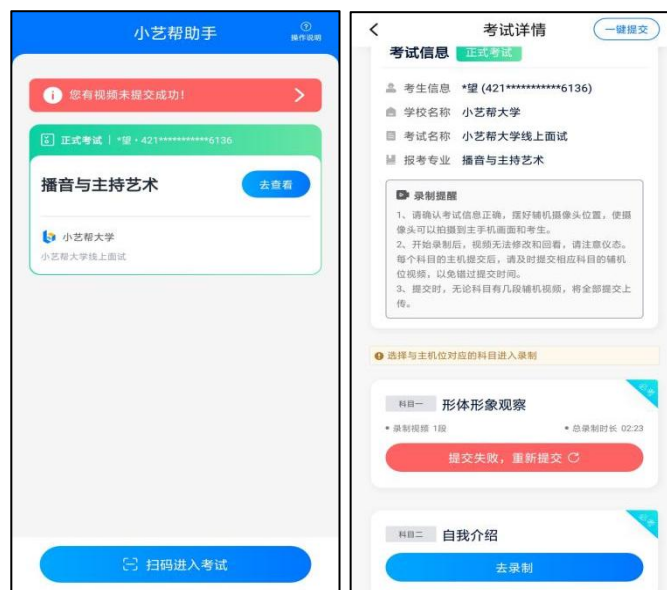 小艺帮助手
操作说明
您有视频未提交成功!
正式考试 | *望·421***********6136
播音与主持艺术
去查看
小艺帮大学
小艺帮大学线上面试
扫码进入考试
考试详情
一键提交
考试信息 正式考试
考生信息 *望 (421***********6136)
学校名称 小艺帮大学
考试名称 小艺帮大学线上面试
报考专业 播音与主持艺术
录制提醒
1、请确认考试信息正确，摆好辅机摄像头位置，使摄
像头可以拍摄到主手机画面和考生。
2、开始录制后，视频无法修改和回看，请注意仪态。
每个科目的主机提交后，请及时提交相应科目的辅机
位视频，以免错过提交时间。
3、提交时，无论科目有几段辅机视频，将全部提交上
传。
选择与主机位对应的科目进入录制
科目一 形体形象观察
• 录制视频 1段 • 总录制时长 02:23
提交失败，重新提交
科目二 自我介绍
去录制